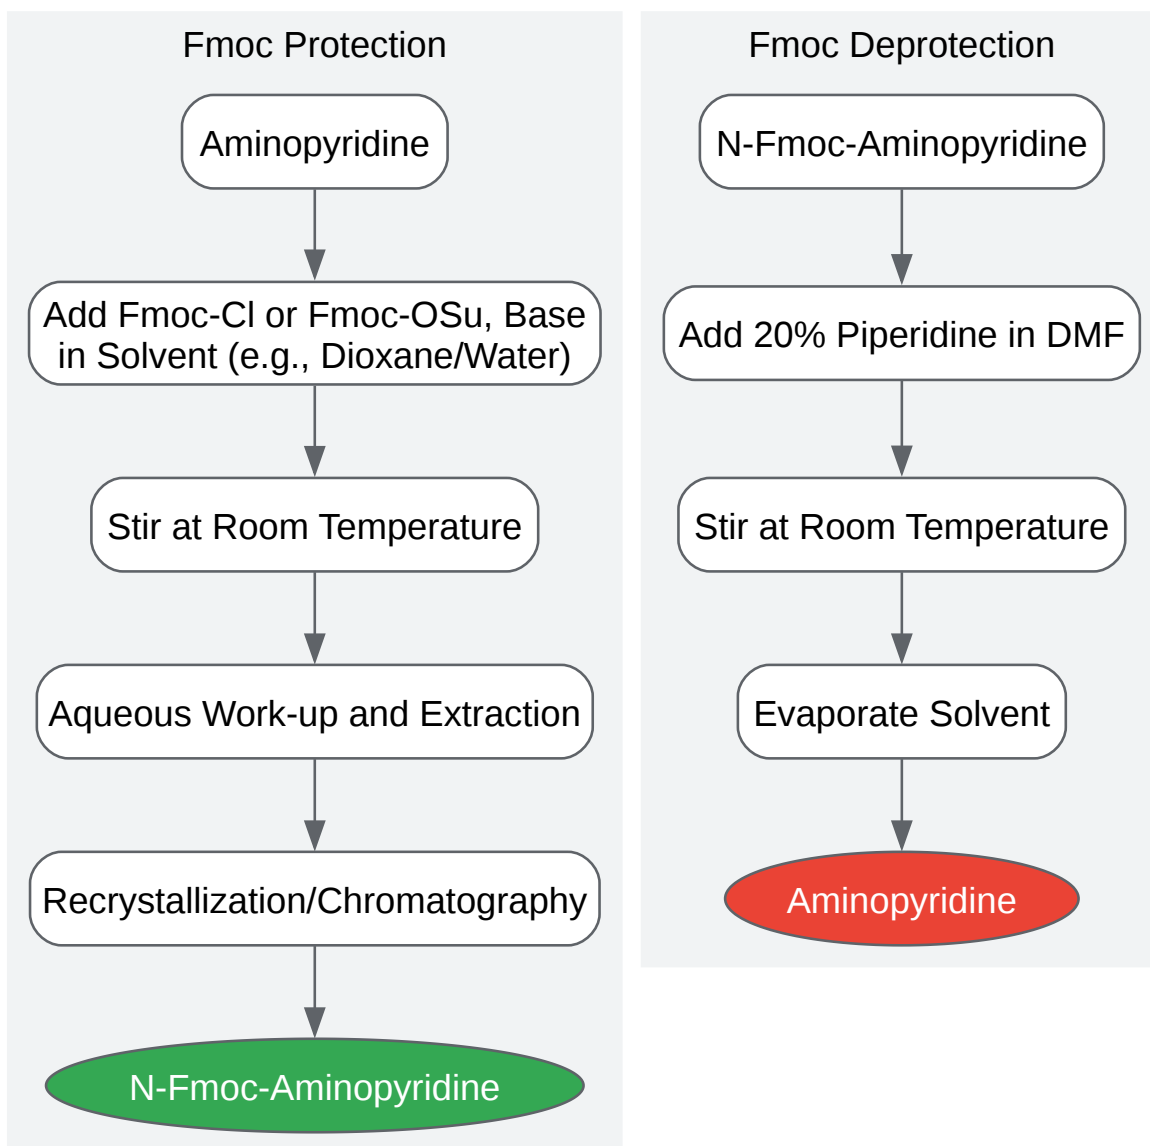 Fmoc Protection
Aminopyridine
Add Fmoc-Cl or Fmoc-OSu, Base
in Solvent (e.g., Dioxane/Water)
Stir at Room Temperature
Aqueous Work-up and Extraction
Recrystallization/Chromatography
N-Fmoc-Aminopyridine
Fmoc Deprotection
N-Fmoc-Aminopyridine
Add 20% Piperidine in DMF
Stir at Room Temperature
Evaporate Solvent
Aminopyridine